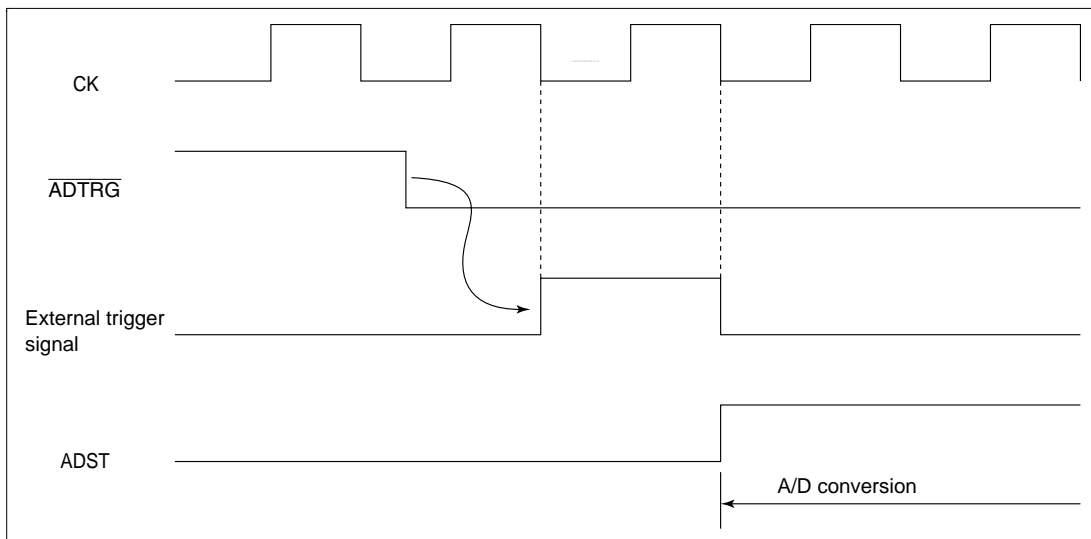 CK
ADTRG
External trigger
signal
ADST
A/D conversion